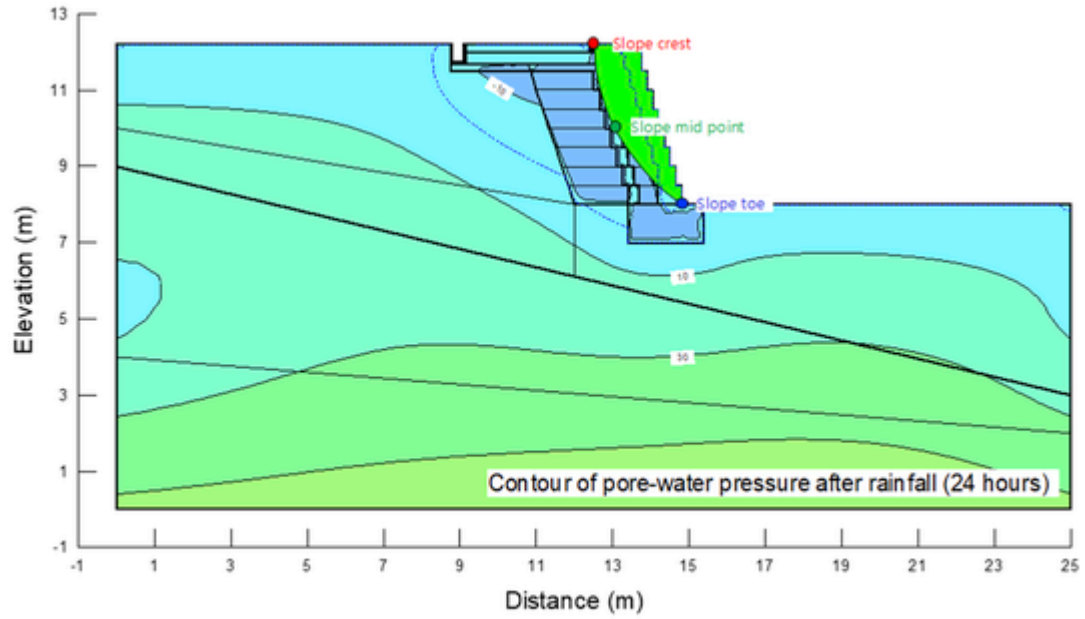 13
Slope crest
11
-10
Slope mid point
9
Slope toe
7
10
5
30
3
1
Contour of pore-water pressure after rainfall (24 hours)
-1
Elevation (m)
-1 1 3 5 7 9 11 13 15 17 19 21 23 25
Distance (m)